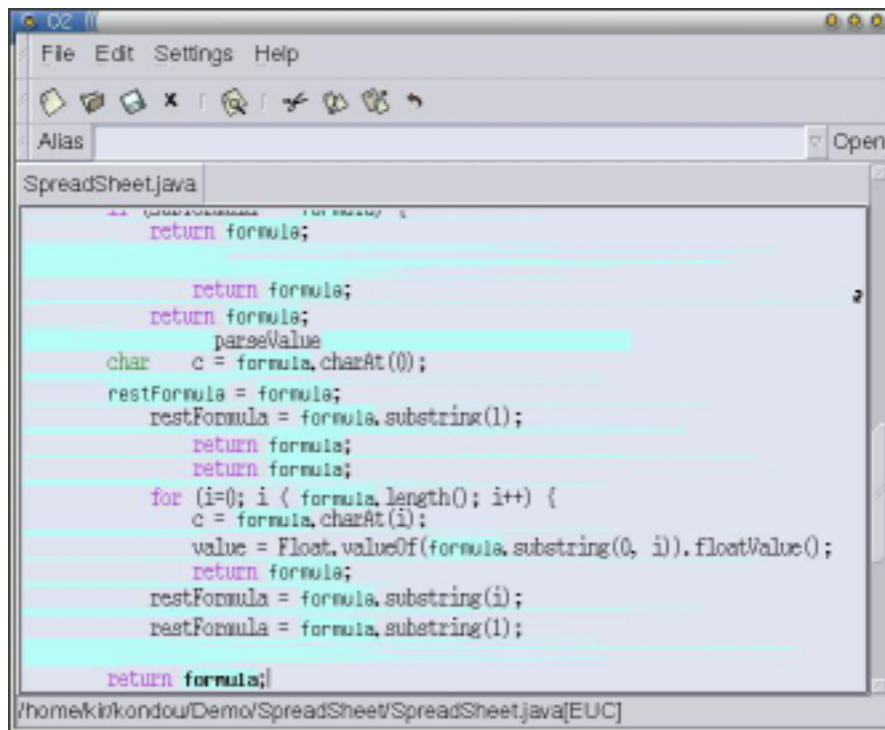 O2
File Edit Settings Help
Alias Open
SpreadSheet.java
formula) {
return formula;
return formula;
return formula;
parseValue
char c = formula.charAt(0);
restFormula = formula;
restFormula = formula.substring(1);
return formula;
return formula;
for (i=0; i < formula.length(); i++) {
c = formula.charAt(i);
value = Float.valueOf(formula.substring(0, i)).floatValue();
return formula;
restFormula = formula.substring(i);
restFormula = formula.substring(1);
return formula;
/home/kir/kondou/Demo/SpreadSheet/SpreadSheet.java[EUC]